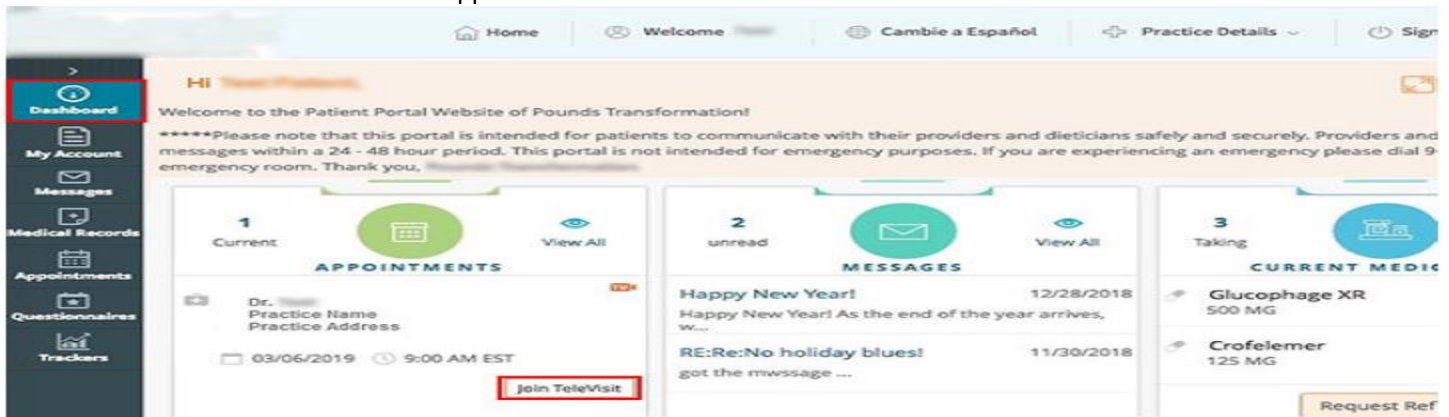 Home
Welcome
Cambie a Español
Practice Details
Sign
>
Dashboard
My Account
Messages
Medical Records
Appointments
Questionnaires
Trackers
Hi
Welcome to the Patient Portal Website of Pounds Transformation!
*****Please note that this portal is intended for patients to communicate with their providers and dieticians safely and securely. Providers and
messages within a 24 - 48 hour period. This portal is not intended for emergency purposes. If you are experiencing an emergency please dial 9
emergency room. Thank you,
1
Current
View All
APPOINTMENTS
Dr.
Practice Name
Practice Address
03/06/2019 9:00 AM EST
Join TeleVisit
2
unread
View All
MESSAGES
Happy New Year! 12/28/2018
Happy New Year! As the end of the year arrives,
w...
RE:Re:No holiday blues! 11/30/2018
got the mwssage ...
3
Taking
CURRENT MEDIC
Glucophage XR
500 MG
Crofelemer
125 MG
Request Ref